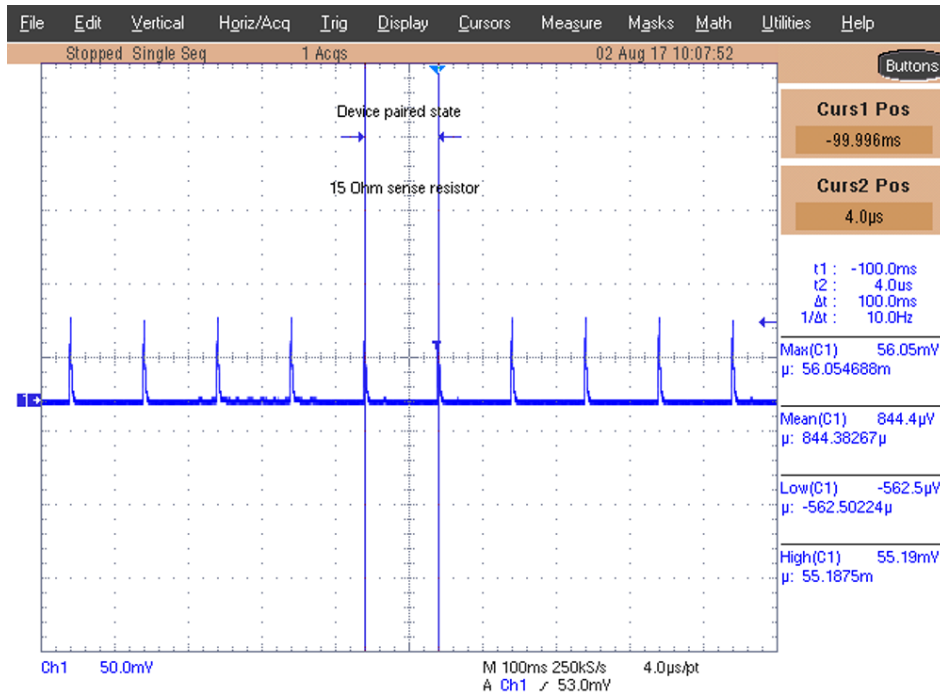 File Edit Vertical Horiz/Acq Trig Display Cursors Measure Masks Math Utilities Help
Stopped Single Seq 1 Acqs 02 Aug 17 10:07:52
Buttons
Device paired state
15 Ohm sense resistor
Curs1 Pos
-99.996ms
Curs2 Pos
4.0µs
t1 : -100.0ms
t2 : 4.0us
Δt : 100.0ms
1/Δt : 10.0Hz
Max(C1) 56.05mV
µ: 56.054688m
Mean(C1) 844.4µV
µ: 844.38267µ
Low(C1) -562.5µV
µ: -562.50224µ
High(C1) 55.19mV
µ: 55.1875m
1
T
Ch1 50.0mV M 100ms 250kS/s 4.0µs/pt
A Ch1 ∕ 53.0mV